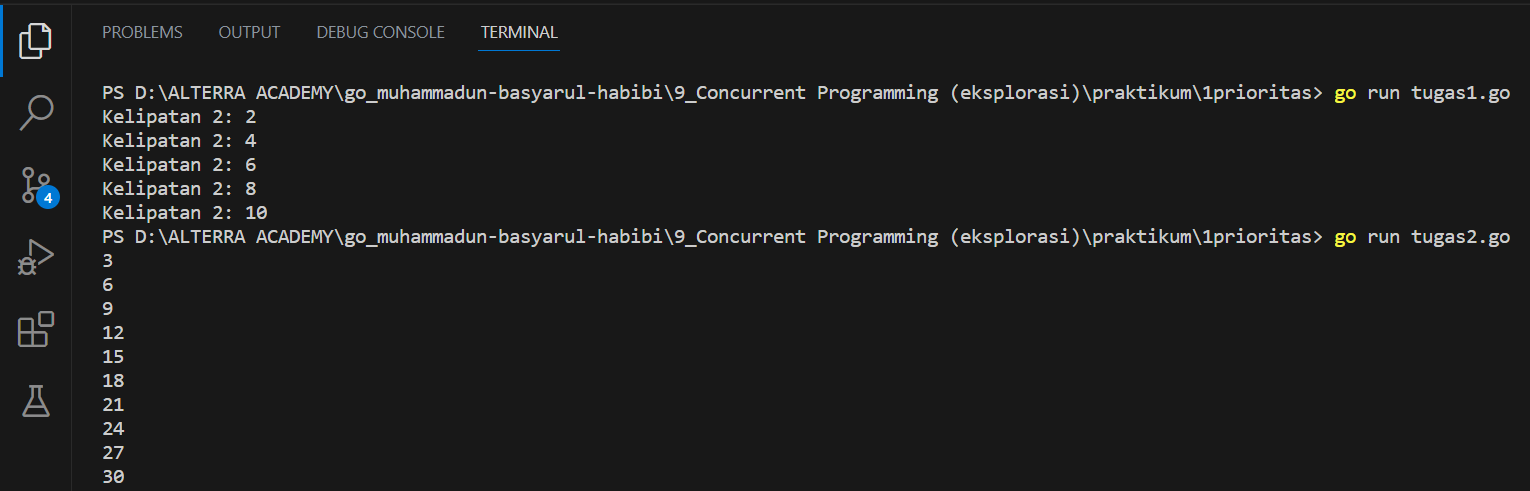 PROBLEMS OUTPUT DEBUG CONSOLE TERMINAL
PS D:\ALTERRA ACADEMY\go_muhammadun-basyarul-habibi\9_Concurrent Programming (eksplorasi)\praktikum\1prioritas> go run tugas1.go
Kelipatan 2: 2
Kelipatan 2: 4
Kelipatan 2: 6
Kelipatan 2: 8
Kelipatan 2: 10
PS D:\ALTERRA ACADEMY\go_muhammadun-basyarul-habibi\9_Concurrent Programming (eksplorasi)\praktikum\1prioritas> go run tugas2.go
3
6
9
12
15
18
21
24
27
30
4